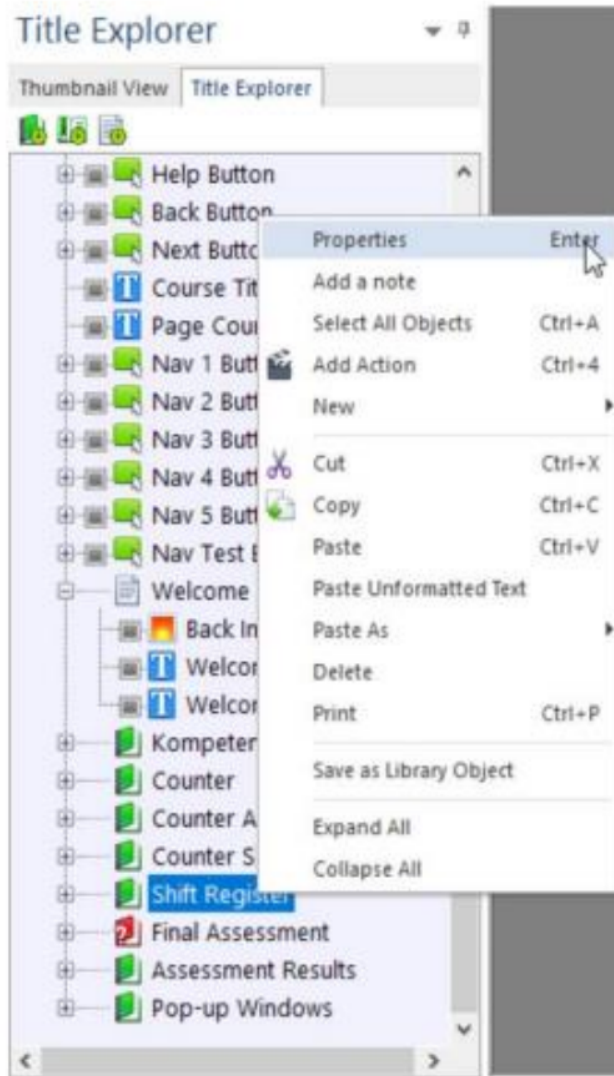 Title Explorer
Thumbnail View Title Explorer
Help Button
Back Button
Next Butto
Course Tit
Page Cour
Nav 1 Butt
Nav 2 Butt
Nav 3 Butt
Nav 4 Butt
Nav 5 Butt
Nav Test B
Welcome
Back In
Welcor
Welcor
Kompeter
Counter
Counter A
Counter S
Shift Register
Final Assessment
Assessment Results
Pop-up Windows
Properties Enter
Add a note
Select All Objects Ctrl+A
Add Action Ctrl+4
New
Cut Ctrl+X
Copy Ctrl+C
Paste Ctrl+V
Paste Unformatted Text
Paste As
Delete
Print Ctrl+P
Save as Library Object
Expand All
Collapse All